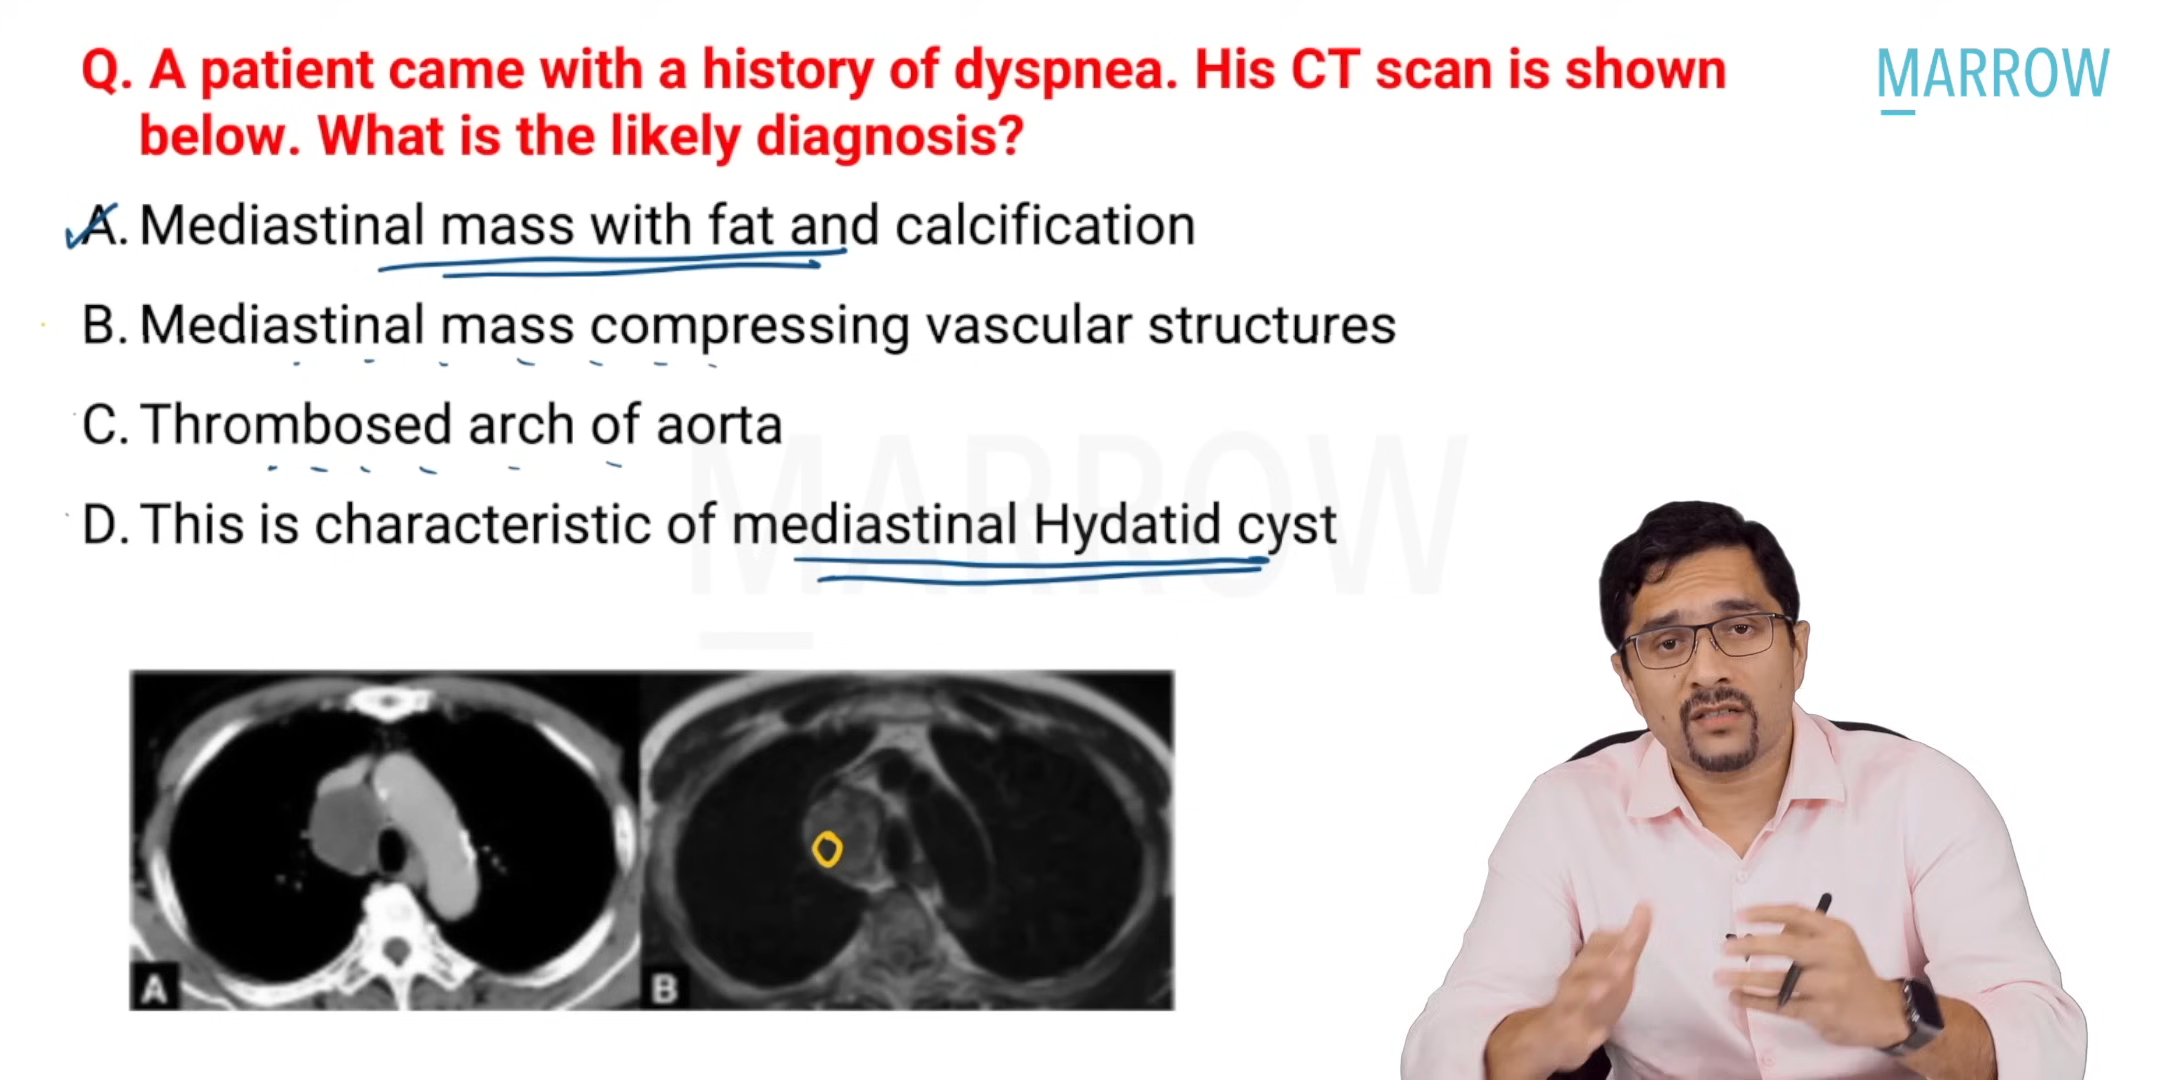 Q. A patient came with a history of dyspnea. His CT scan is shown
MARROW
below. What is the likely diagnosis?
A. Mediastinal mass with fat and calcification
B. Mediastinal mass compressing vascular structures
C. Thrombosed arch of aorta
D. This is characteristic of mediastinal Hydatid cyst
MARROW
A
B